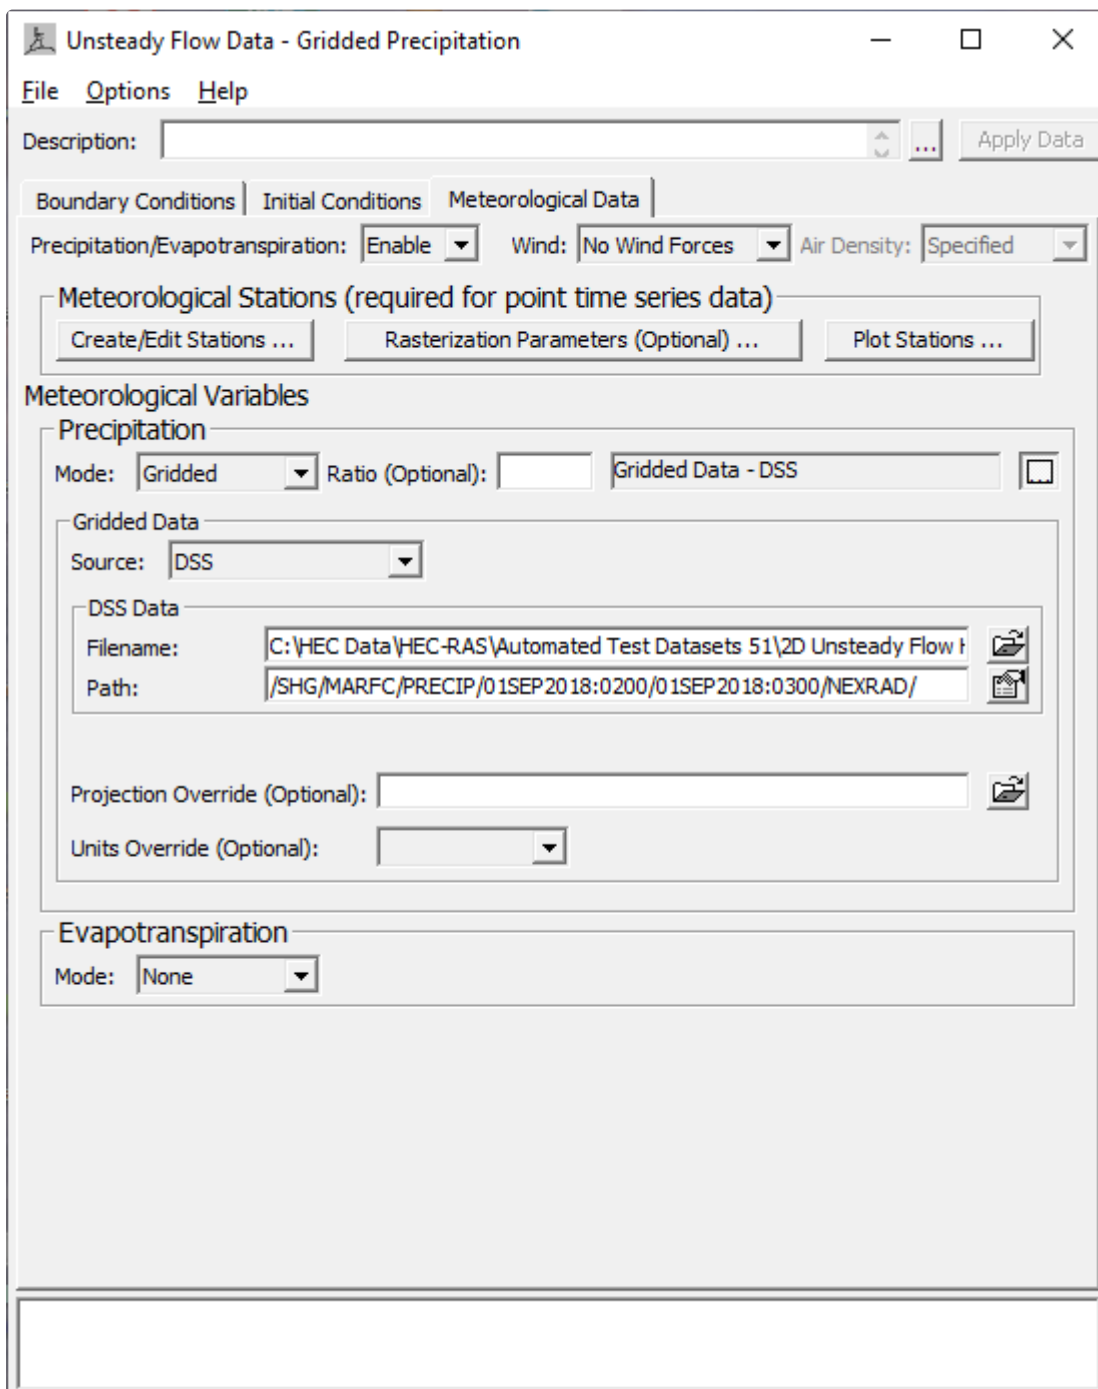 Unsteady Flow Data - Gridded Precipitation
File Options Help
Description: ... Apply Data
Boundary Conditions Initial Conditions Meteorological Data
Precipitation/Evapotranspiration: Enable Wind: No Wind Forces Air Density: Specified
Meteorological Stations (required for point time series data)
Create/Edit Stations ... Rasterization Parameters (Optional) ... Plot Stations ...
Meteorological Variables
Precipitation
Mode: Gridded Ratio (Optional): Gridded Data - DSS ...
Gridded Data
Source: DSS
DSS Data
Filename: C:\HEC Data\HEC-RAS\Automated Test Datasets 51\2D Unsteady Flow H
Path: /SHG/MARFC/PRECIP/01SEP2018:0200/01SEP2018:0300/NEXRAD/
Projection Override (Optional):
Units Override (Optional):
Evapotranspiration
Mode: None